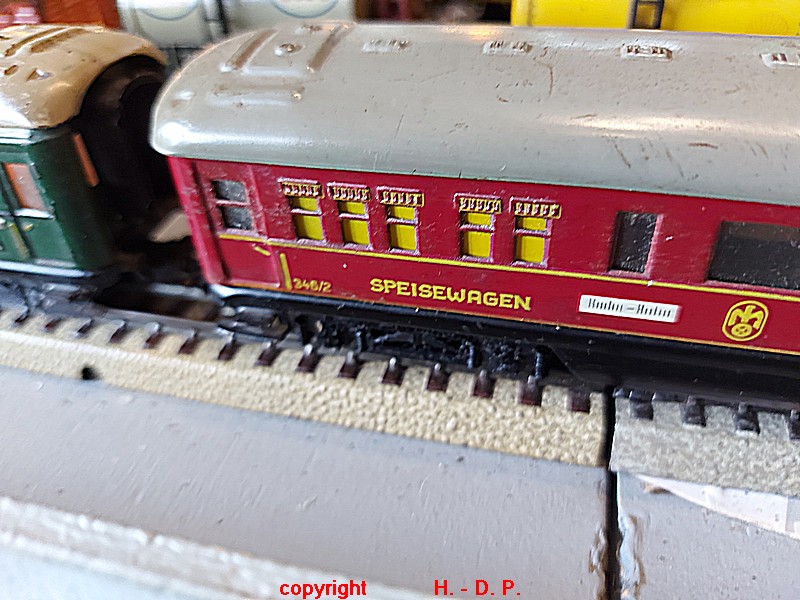 346/2
SPEISEWAGEN
copyright H. - D. P.